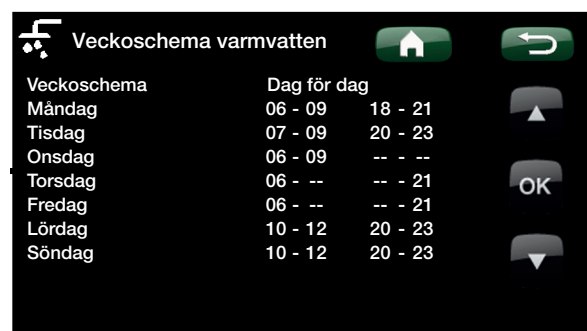 Veckoschema varmvatten
Veckoschema Dag för dag
Måndag 06 - 09 18 - 21
Tisdag 07 - 09 20 - 23
Onsdag 06 - 09 -- - --
Torsdag 06 - -- -- - 21
Fredag 06 - -- -- - 21
Lördag 10 - 12 20 - 23
Söndag 10 - 12 20 - 23
OK